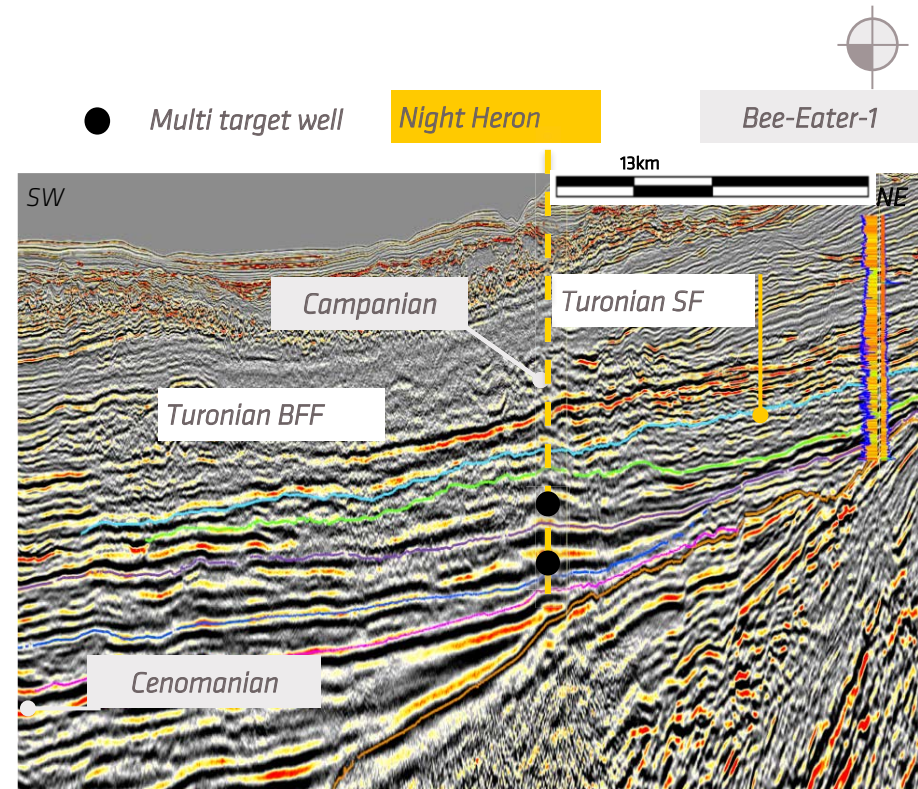 Multi target well
Night Heron
Bee-Eater-1
13km
SW
NE
Campanian
Turonian SF
Turonian BFF
Cenomanian